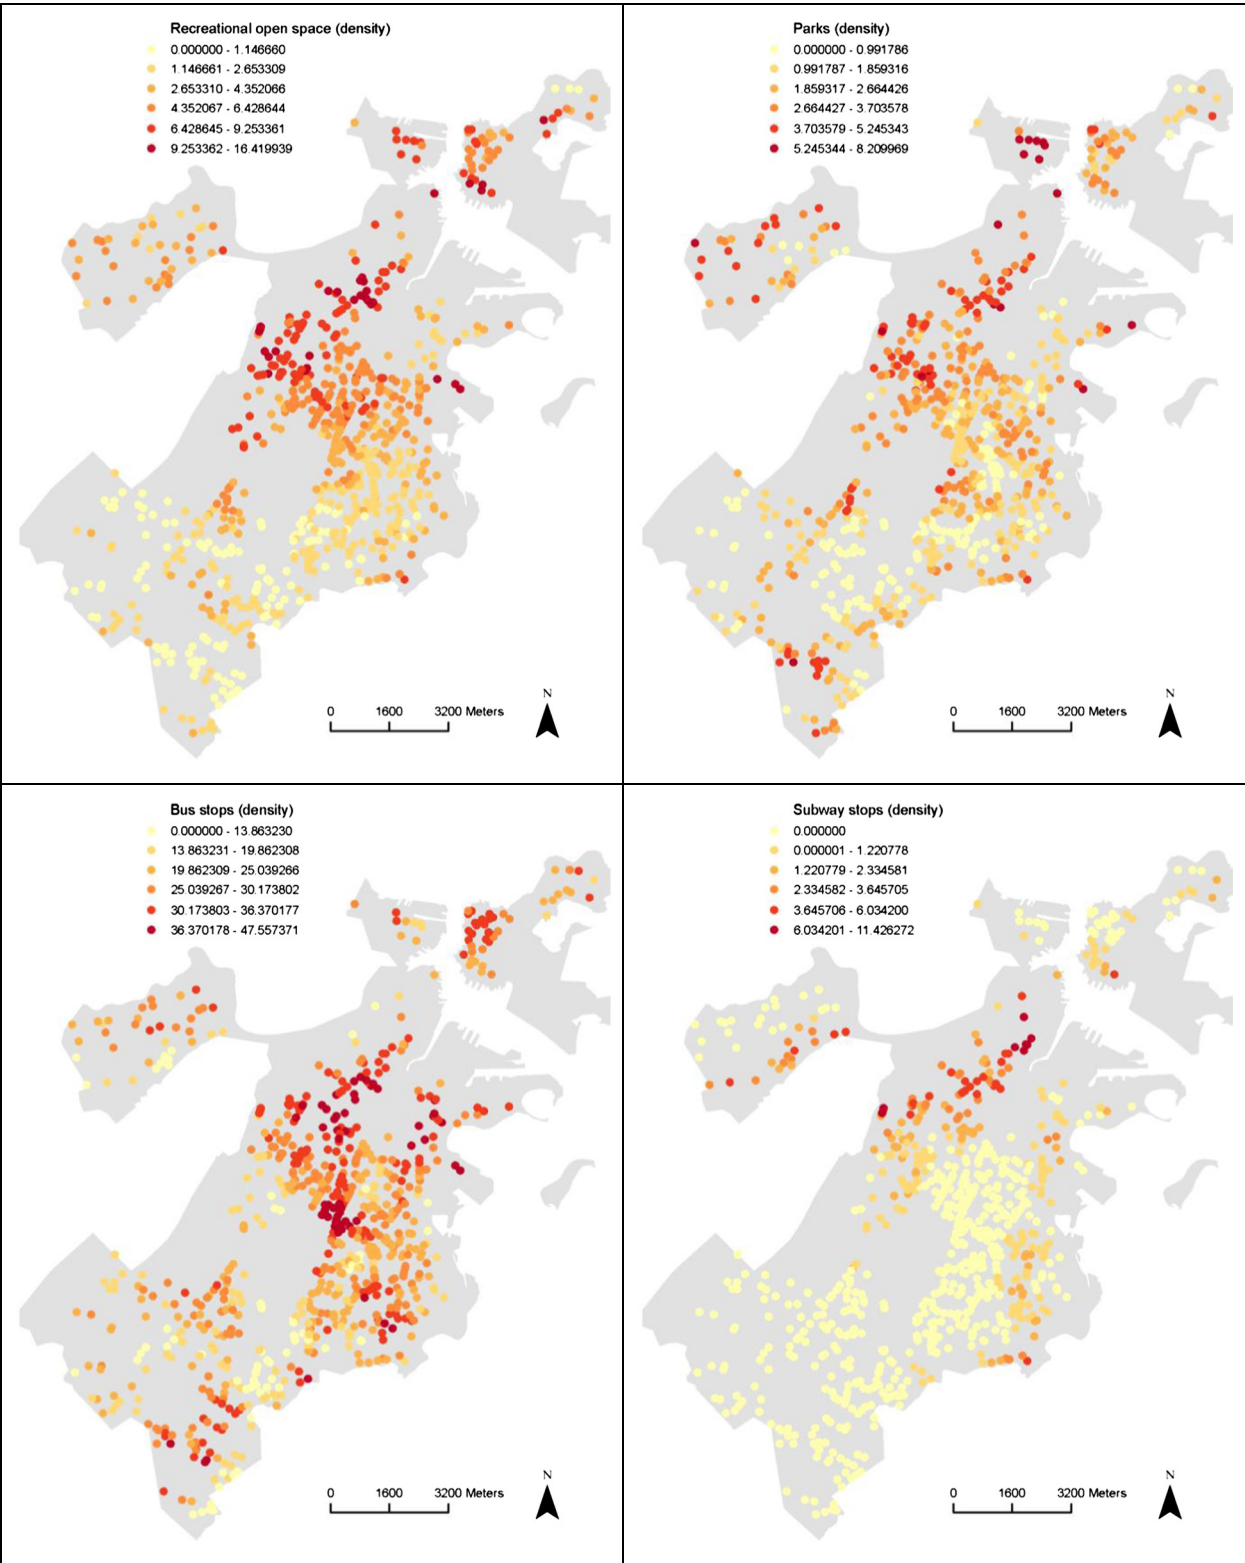 Recreational open space (density)
0.000000 - 1.146660
1.146661 - 2.653309
2.653310 - 4.352066
4.352067 - 6.428644
6.428645 - 9.253361
9.253362 - 16.419939
N
0 1600 3200 Meters
Parks (density)
0.000000 - 0.991786
0.991787 - 1.859316
1.859317 - 2.664426
2.664427 - 3.703578
3.703579 - 5.245343
5.245344 - 8.209969
N
0 1600 3200 Meters
Bus stops (density)
0.000000 - 13.863230
13.863231 - 19.862308
19.862309 - 25.039266
25.039267 - 30.173802
30.173803 - 36.370177
36.370178 - 47.557371
N
0 1600 3200 Meters
Subway stops (density)
0.000000
0.000001 - 1.220778
1.220779 - 2.334581
2.334582 - 3.645705
3.645706 - 6.034200
6.034201 - 11.426272
N
0 1600 3200 Meters